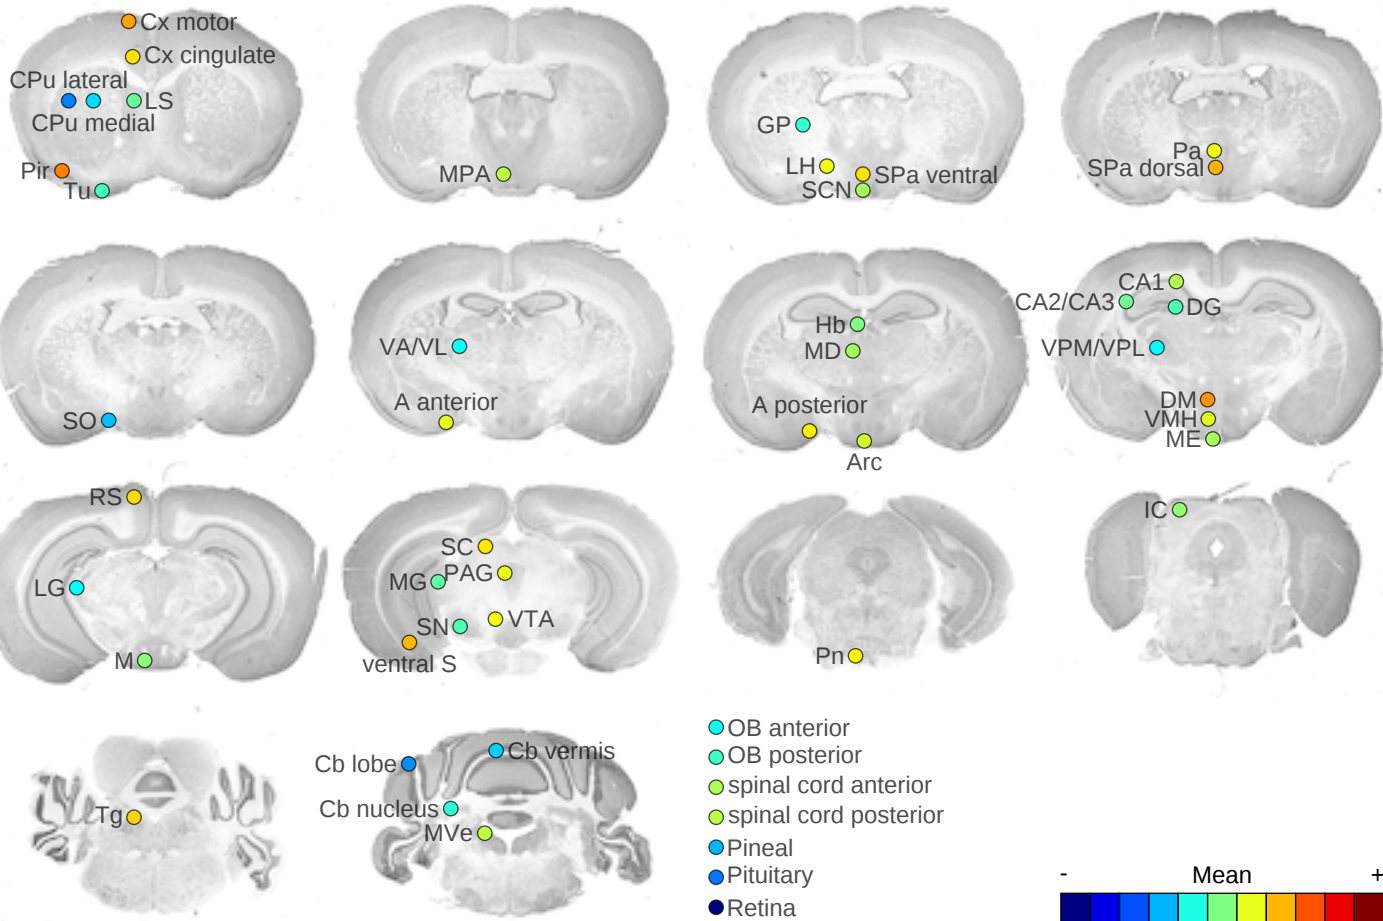 Cx motor
Cx cingulate
CPu lateral
LS
CPu medial
Pir
Tu
MPA
GP
LH
SPa ventral
SCN
Pa
SPa dorsal
SO
VA/VL
A anterior
Hb
MD
A posterior
Arc
CA1
CA2/CA3
DG
VPM/VPL
DM
VMH
ME
RS
LG
M
SC
PAG
MG
VTA
SN
ventral S
Pn
IC
Tg
Cb lobe
Cb vermis
Cb nucleus
MVe
OB anterior
OB posterior
spinal cord anterior
spinal cord posterior
Pineal
Pituitary
Retina
- Mean +